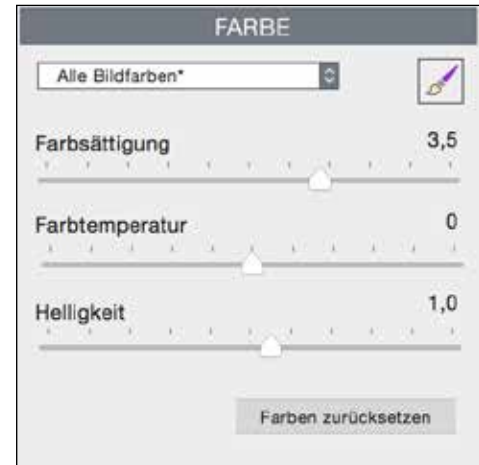 FARBE
Alle Bildfarben*
Farbsättigung 3,5
Farbtemperatur 0
Helligkeit 1,0
Farben zurücksetzen